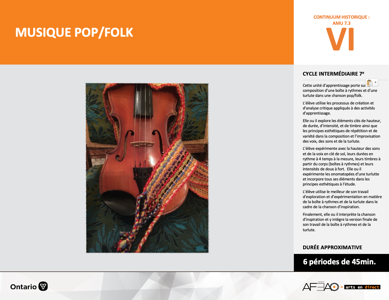 MUSIQUE POP/FOLK
CONTINUUM HISTORIQUE :
AMU 7.3
VI
CYCLE INTERMÉDIAIRE 7e
Cette unité d'apprentissage porte sur la
composition d'une boîte à rythmes et d'une
turlute dans une chanson pop/folk.
L'élève utilise les processus de création et
d'analyse critique appliqués à des activités
d'apprentissage.
Elle ou il explore les éléments clés de hauteur,
de durée, d'intensité, et de timbre ainsi que
les principes esthétiques de répétition et de
variété dans la composition et l'improvisation
des voix, des sons et de la turlute.
L'élève expérimente avec la hauteur des sons
et de la voix en clé de sol, leurs durées en
rythme à 4 temps à la mesure, leurs timbres à
partir du corps (boîte à rythmes) et leurs
intensités de doux à fort. Elle ou il
expérimente les onomatopées d'une turlutte
et incorpore tous ses éléments dans les
principes esthétiques à l'étude.
L'élève utilise le meilleur de son travail
d'exploration et d'expérimentation en matière
de la boîte à rythmes et de la turlute dans le
cadre de la chanson d'inspiration.
Finalement, elle ou il interprète la chanson
d'inspiration et y intègre la version finale de
son travail de la boîte à rythmes et de la
turlute.
DURÉE APPROXIMATIVE
6 périodes de 45min.
Ontario
AFEAO
arts en direct